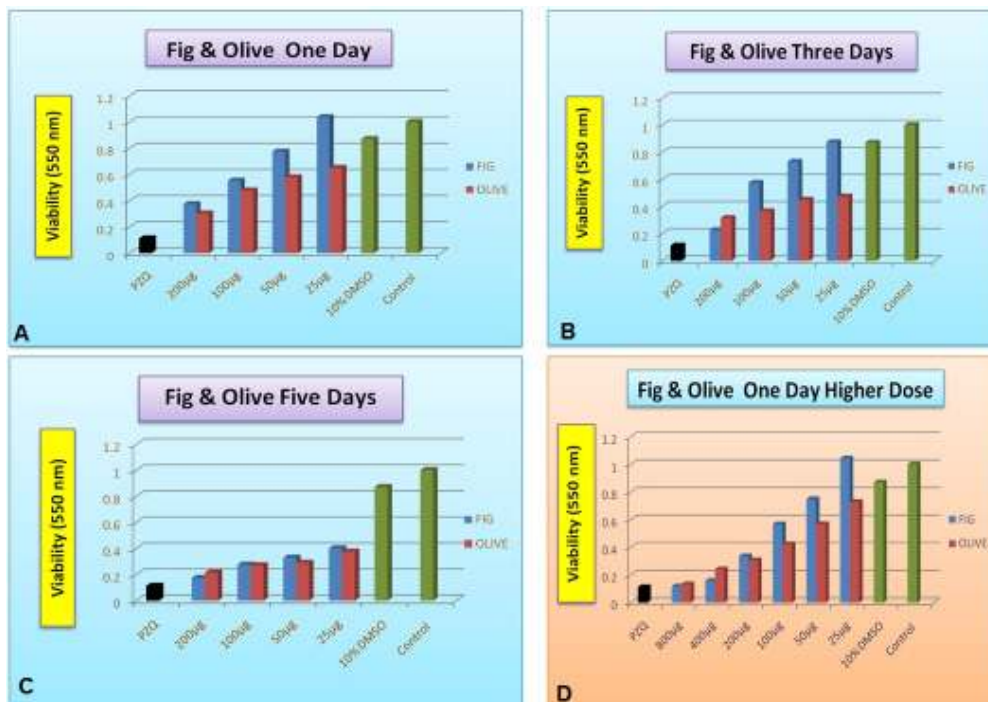 Fig & Olive One Day
Viability (550 nm)
1.2
1
0.8
0.6
0.4
0.2
0
PZQ
200µg
100µg
50µg
25µg
10% DMSO
Control
FIG
OLIVE
A
Fig & Olive Three Days
Viability (550 nm)
1.2
1
0.8
0.6
0.4
0.2
0
PZQ
200µg
100µg
50µg
25µg
10% DMSO
Control
FIG
OLIVE
B
Fig & Olive Five Days
Viability (550 nm)
1.2
1
0.8
0.6
0.4
0.2
0
PZQ
200µg
100µg
50µg
25µg
10% DMSO
Control
FIG
OLIVE
C
Fig & Olive One Day Higher Dose
Viability (550 nm)
1.2
1
0.8
0.6
0.4
0.2
0
PZQ
800µg
400µg
200µg
100µg
50µg
25µg
10% DMSO
Control
FIG
OLIVE
D